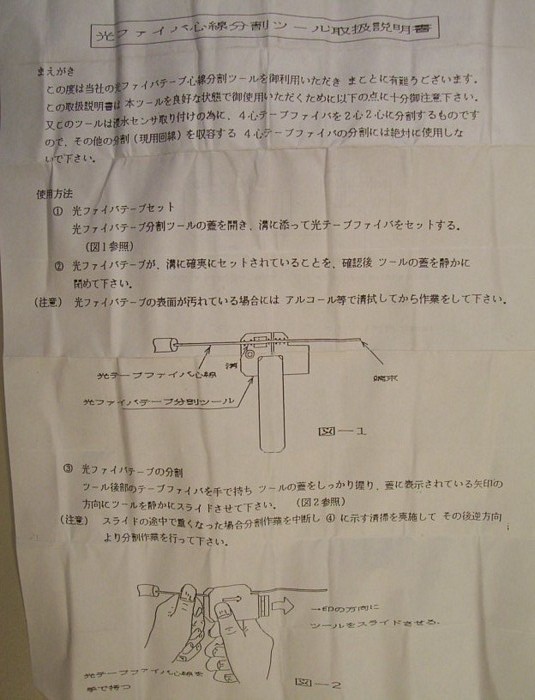 光ファイバ心線分割ツール取扱説明書
まえがき
この度は当社の光ファイバテープ心線分割ツールを御利用いただき まことに有難うございます。
この取扱説明書は 本ツールを良好な状態で御使用いただくために以下の点に十分御注意下さい。
又このツールは浸水センサ取り付けの為に、４心テープファイバを２心２心に分割するものです
ので、その他の分割（現用回線）を収容する ４心テープファイバの分割には絶対に使用しな
いで下さい。
使用方法
① 光ファイバテープセット
光ファイバテープ分割ツールの蓋を開き、溝に添って光テープファイバをセットする。
（図１参照）
② 光ファイバテープが、溝に確実にセットされていることを、確認後 ツールの蓋を静かに
閉めて下さい。
（注意） 光ファイバテープの表面が汚れている場合には アルコール等で清拭してから作業をして下さい。
光テープファイバ心線
溝
端末
光ファイバテープ分割ツール
図－１
③ 光ファイバテープの分割
ツール後部のテープファイバを手で持ち ツールの蓋をしっかり握り、蓋に表示されている矢印の
方向にツールを静かにスライドさせて下さい。 （図２参照）
（注意） スライドの途中で重くなった場合分割作業を中断し ④ に示す清掃を実施して その後逆方向
より分割作業を行って下さい。
→印の方向に
ツールをスライドさせる。
光テープファイバ心線を
手で持つ
図－２